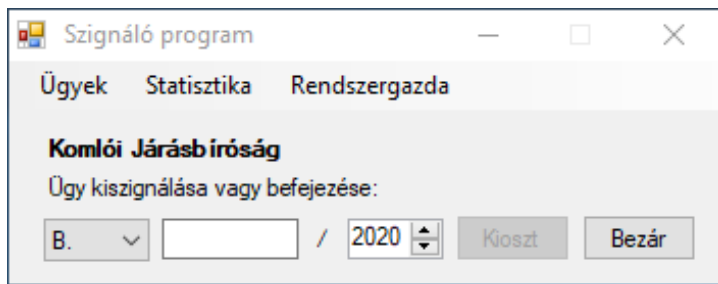 Szignáló program
Ügyek Statisztika Rendszergazda
Komlói Járásbíróság
Ügy kiszignálása vagy befejezése:
B. / 2020 Kioszt Bezár